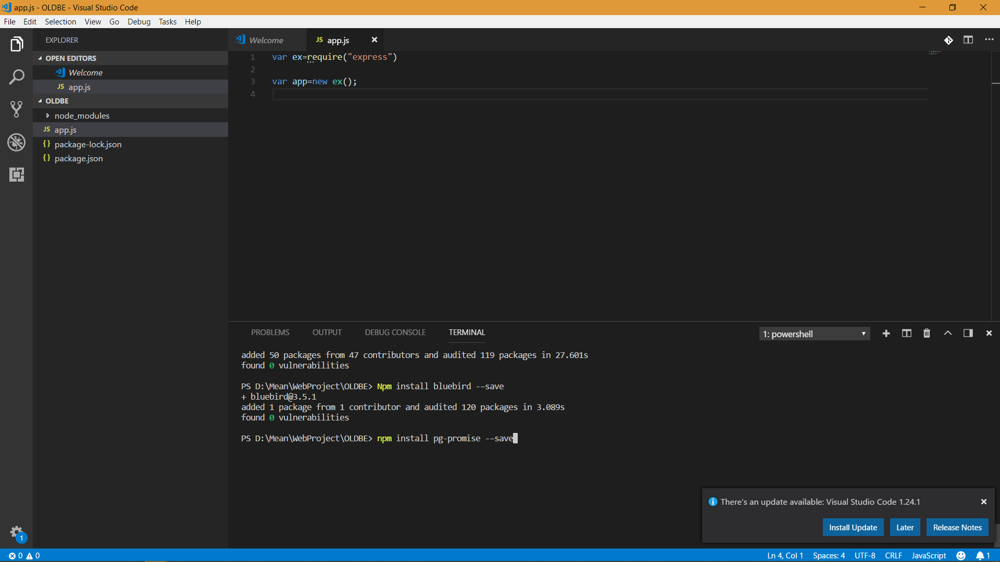 app.js - OLDBE - Visual Studio Code
File Edit Selection View Go Debug Tasks Help
EXPLORER
OPEN EDITORS
Welcome
JS app.js
OLDBE
node_modules
JS app.js
{} package-lock.json
{} package.json
1
Welcome
JS app.js
1 var ex=require("express")
2
3 var app=new ex();
4
PROBLEMS OUTPUT DEBUG CONSOLE TERMINAL
1: powershell
added 50 packages from 47 contributors and audited 119 packages in 27.601s
found 0 vulnerabilities
PS D:\Mean\WebProject\OLDBE> Npm install bluebird --save
+ bluebird@3.5.1
added 1 package from 1 contributor and audited 120 packages in 3.089s
found 0 vulnerabilities
PS D:\Mean\WebProject\OLDBE> npm install pg-promise --save
There's an update available: Visual Studio Code 1.24.1
Install Update Later Release Notes
0 0 Ln 4, Col 1 Spaces: 4 UTF-8 CRLF JavaScript 1